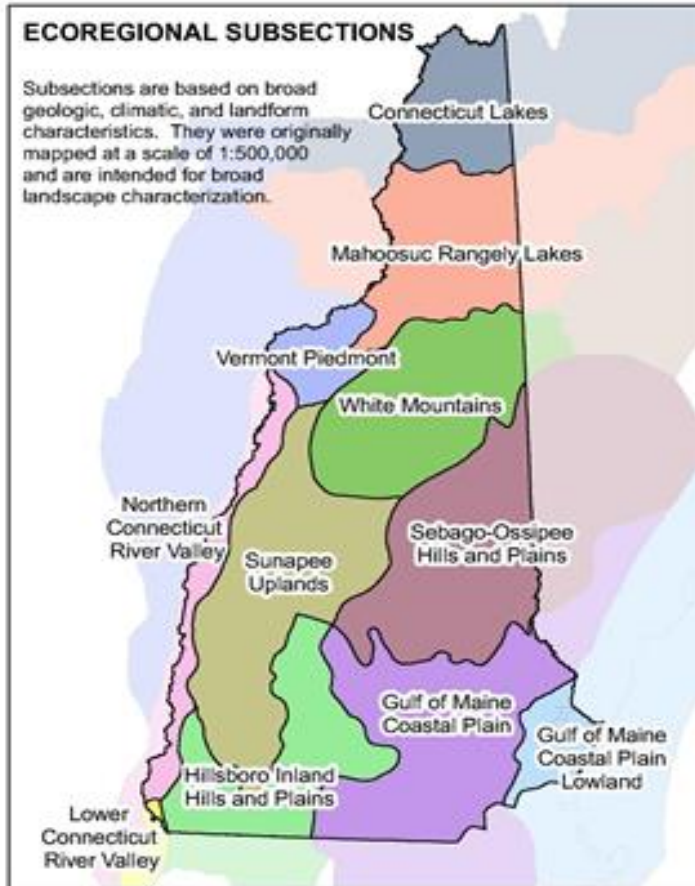 ECOREGIONAL SUBSECTIONS
Subsections are based on broad
geologic, climatic, and landform
characteristics. They were originally
mapped at a scale of 1:500,000
and are intended for broad
landscape characterization.
Connecticut Lakes
Mahoosuc Rangely Lakes
Vermont Piedmont
White Mountains
Northern
Connecticut
River Valley
Sunapee
Uplands
Sebago-Ossipee
Hills and Plains
Gulf of Maine
Coastal Plain
Gulf of Maine
Coastal Plain
Lowland
Hillsboro Inland
Hills and Plains
Lower
Connecticut
River Valley